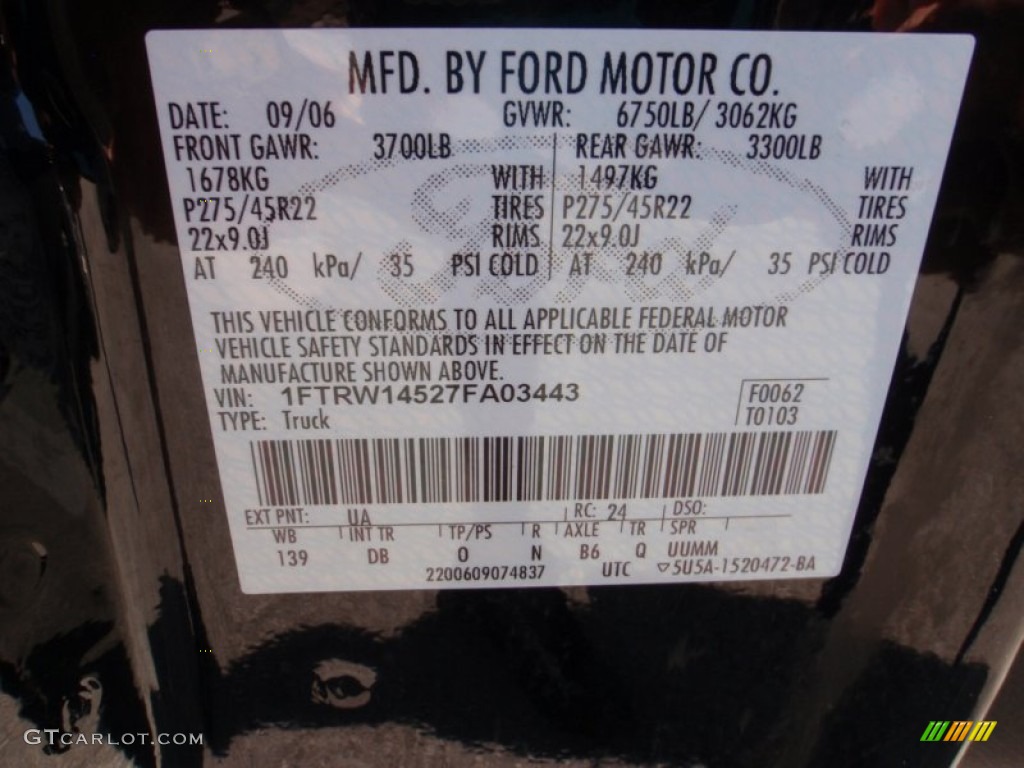 MFD. BY FORD MOTOR CO.
DATE: 09/06 GVWR: 6750LB/ 3062KG
FRONT GAWR: 3700LB REAR GAWR: 3300LB
1678KG WITH 1497KG WITH
P275/45R22 TIRES P275/45R22 TIRES
22x9.0J RIMS 22x9.0J RIMS
AT 240 kPa/ 35 PSI COLD AT 240 kPa/ 35 PSI COLD
Ford
THIS VEHICLE CONFORMS TO ALL APPLICABLE FEDERAL MOTOR
VEHICLE SAFETY STANDARDS IN EFFECT ON THE DATE OF
MANUFACTURE SHOWN ABOVE.
VIN: 1FTRW14527FA03443 F0062
TYPE: Truck T0103
EXT PNT: UA RC: 24 DSO:
WB INT TR TP/PS R AXLE TR SPR
139 DB O N B6 Q UUMM
2200609074837 UTC ▽5U5A-1520472-BA
GTCARLOT.COM